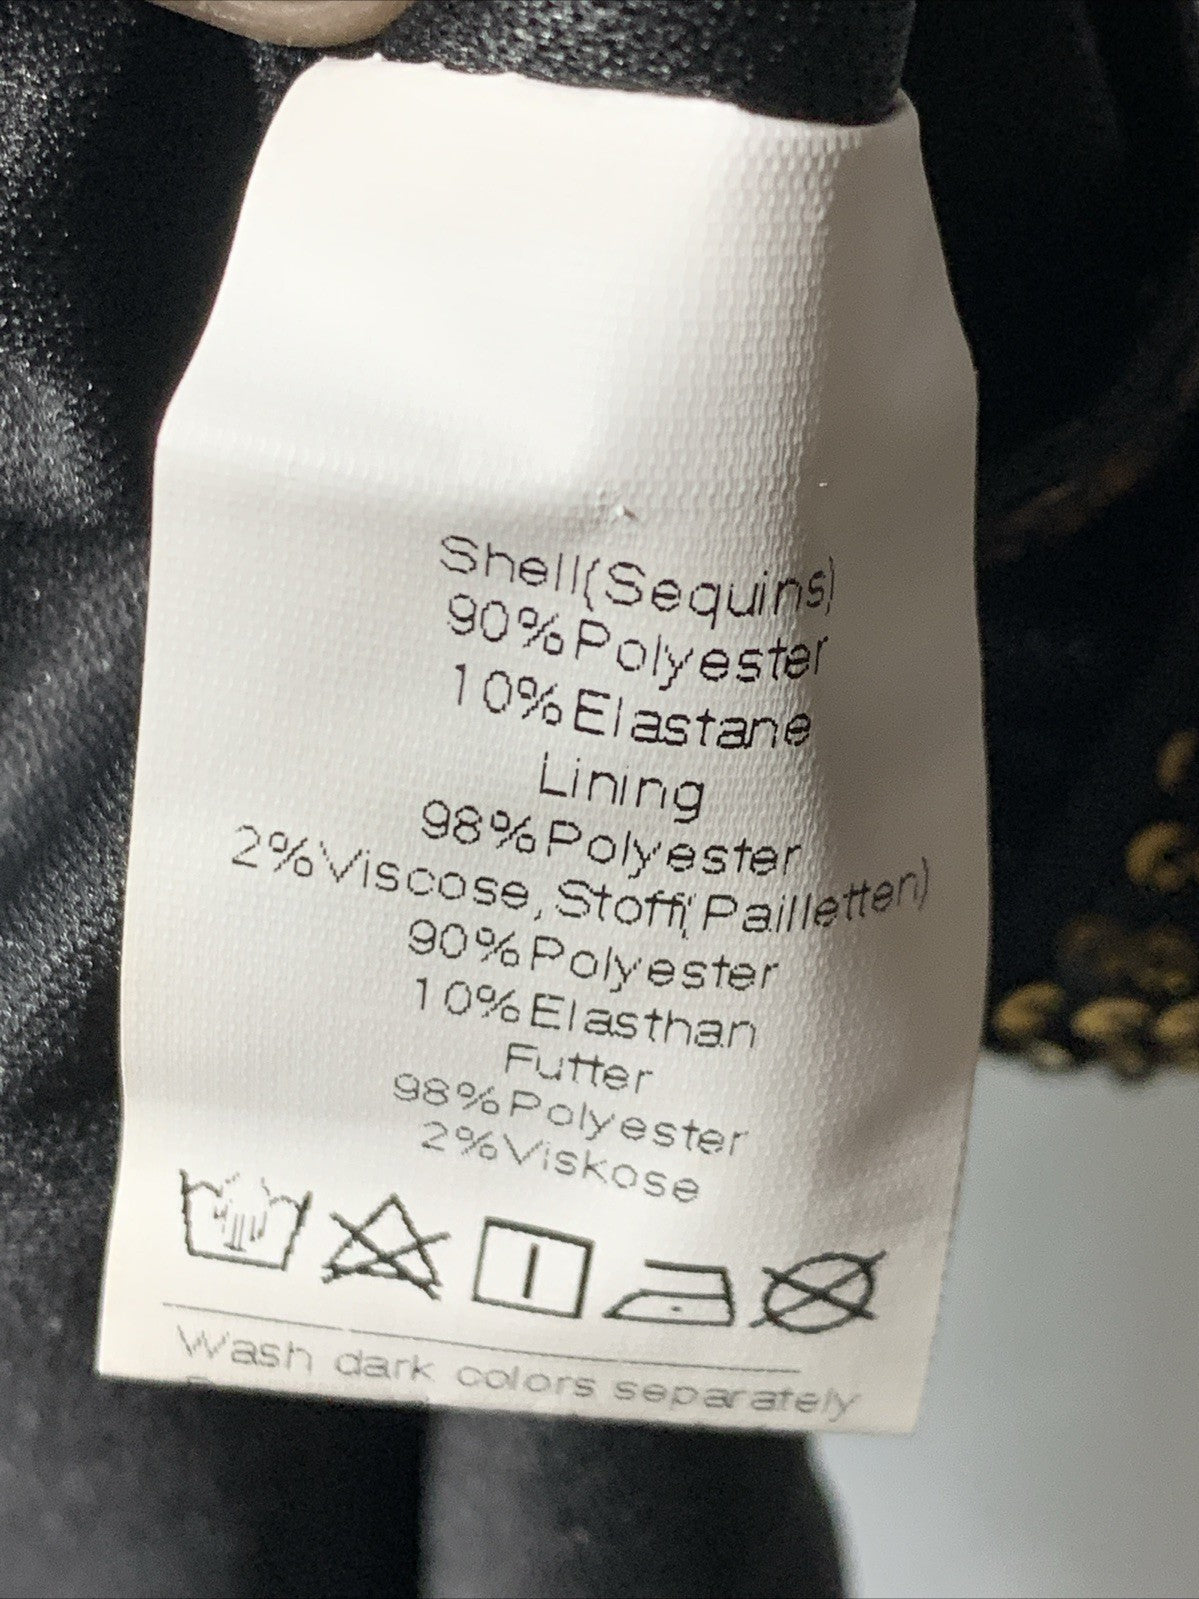 Shell(Sequins)
90%Polyester
10%Elastane
Lining
98%Polyester
2%Viscose,Stoff(Pailletten)
90%Polyester
10%Elasthan
Futter
98%Polyester
2%Viskose
Wash dark colors separately